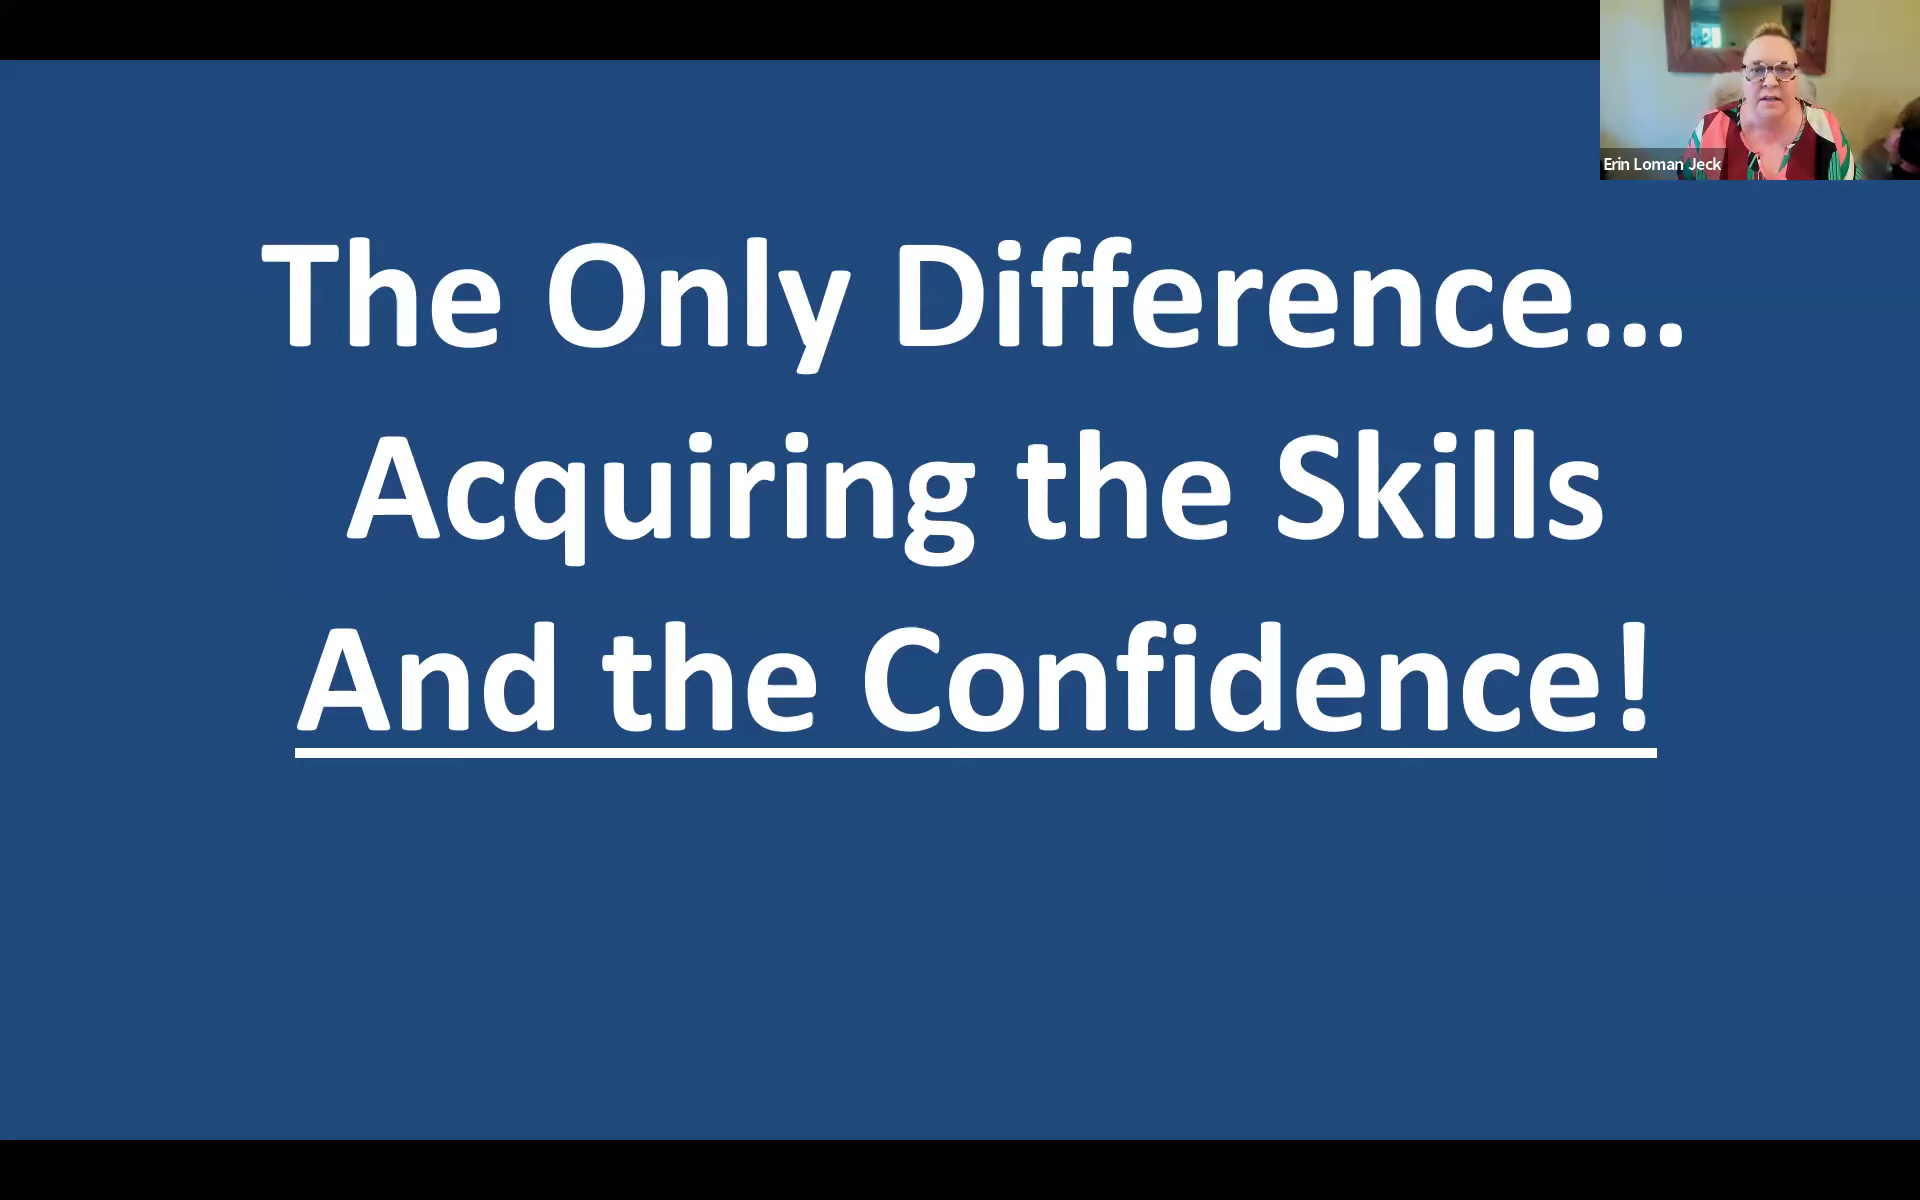 Erin Loman Jeck
The Only Difference...
Acquiring the Skills
And the Confidence!